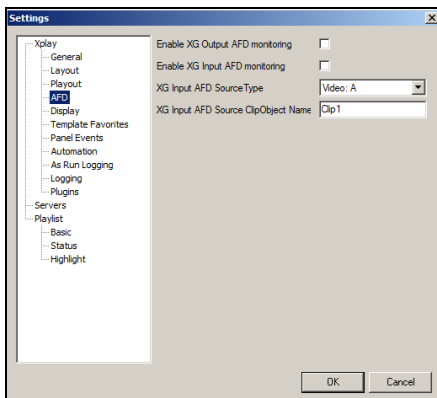 Settings
Xplay
General
Layout
Playout
AFD
Display
Template Favorites
Panel Events
Automation
As Run Logging
Logging
Plugins
Servers
Playlist
Basic
Status
Highlight
Enable XG Output AFD monitoring
Enable XG Input AFD monitoring
XG Input AFD SourceType
Video: A
XG Input AFD Source ClipObject Name
Clip1
OK
Cancel